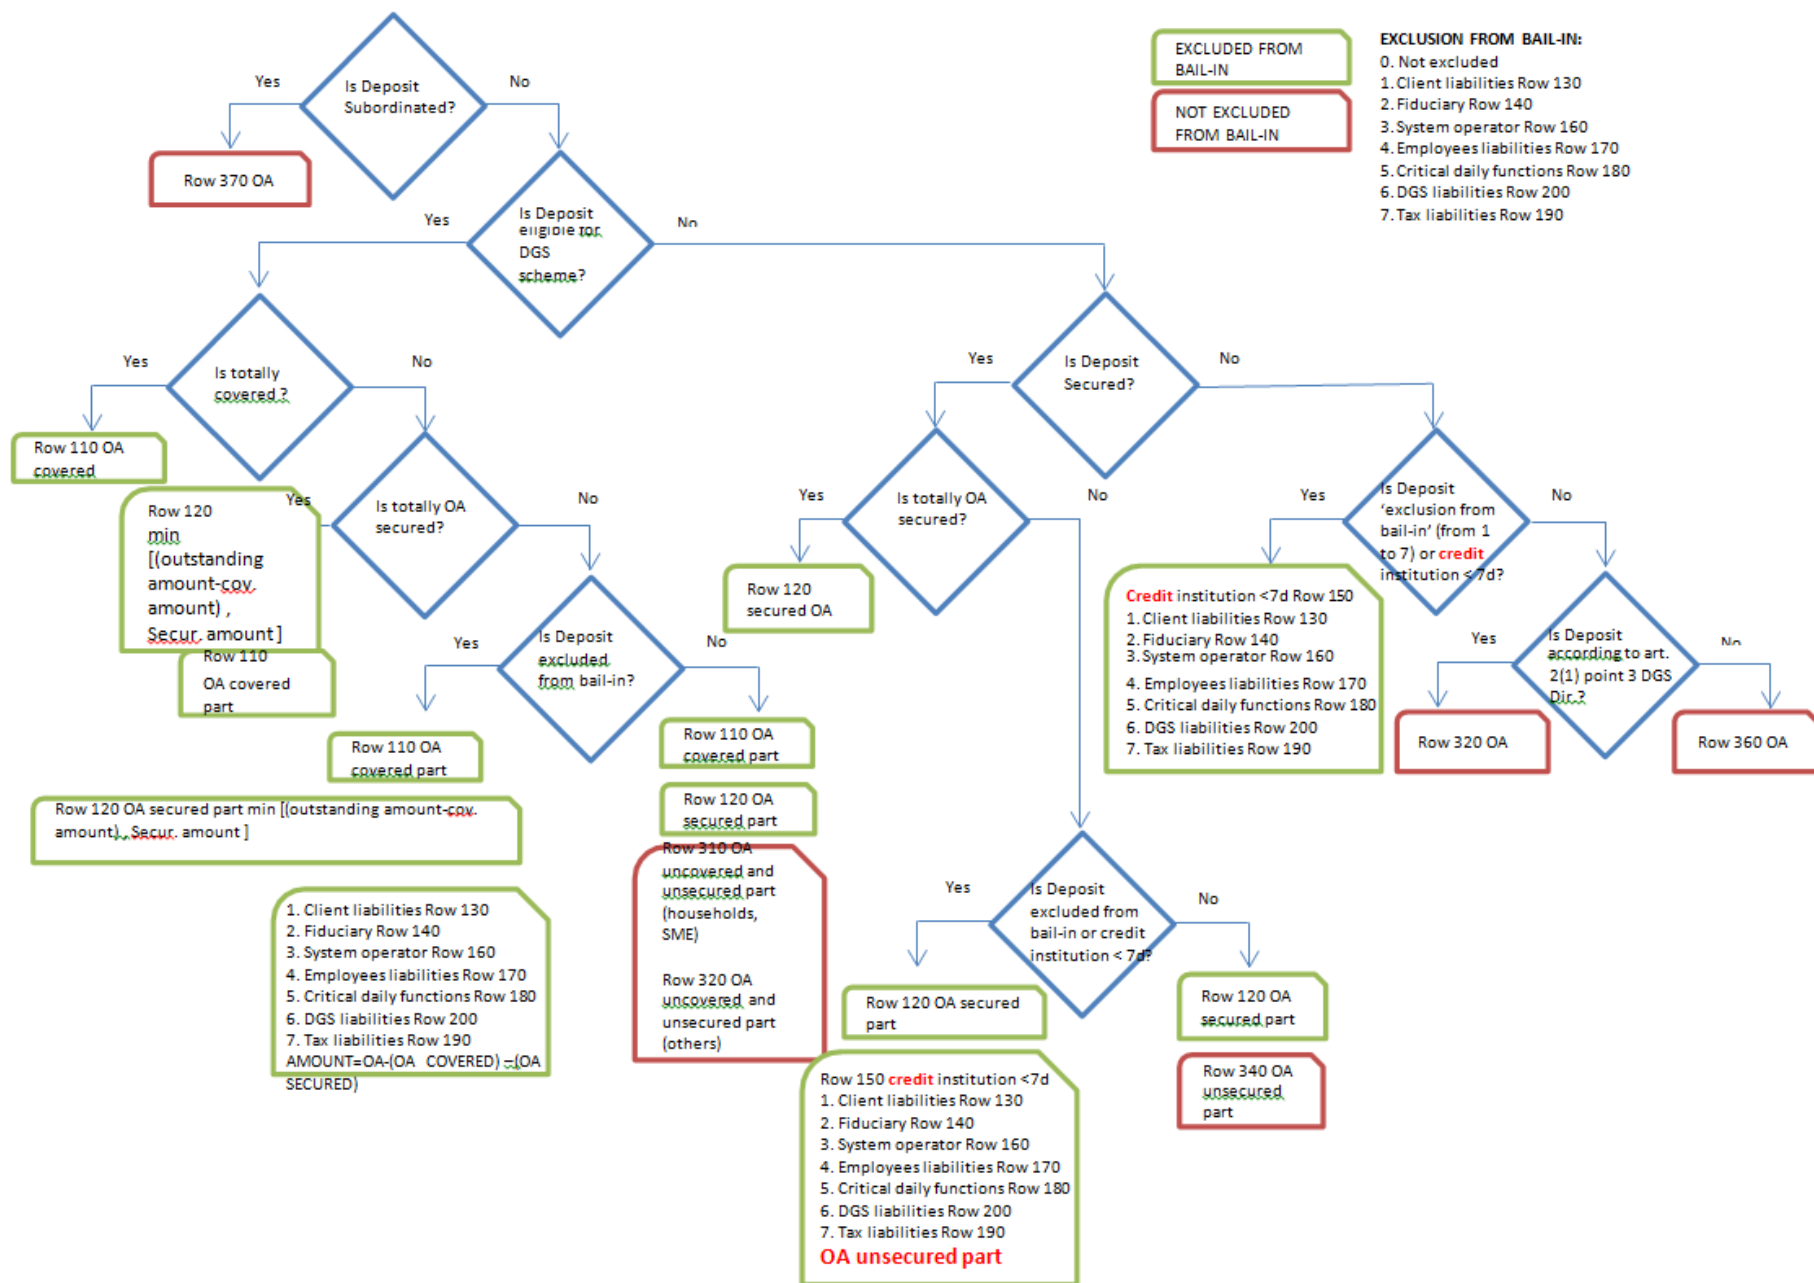 EXCLUDED FROM
BAIL-IN
NOT EXCLUDED
FROM BAIL-IN
EXCLUSION FROM BAIL-IN:
0. Not excluded
1. Client liabilities Row 130
2. Fiduciary Row 140
3. System operator Row 160
4. Employees liabilities Row 170
5. Critical daily functions Row 180
6. DGS liabilities Row 200
7. Tax liabilities Row 190
Yes
Is Deposit
Subordinated?
No
Row 370 OA
Yes
Is Deposit
eligible for
DGS
scheme?
No
Yes
Is totally
covered ?
No
Yes
Is Deposit
Secured?
No
Row 110 OA
covered
Yes
Is totally OA
secured?
No
Row 120
min
[(outstanding
amount-cov.
amount) ,
Secur. amount ]
Row 110
OA covered
part
Yes
Is Deposit
excluded
from bail-in?
No
Row 110 OA
covered part
Row 120 OA secured part min [(outstanding amount-cov.
amount) , Secur. amount ]
1. Client liabilities Row 130
2. Fiduciary Row 140
3. System operator Row 160
4. Employees liabilities Row 170
5. Critical daily functions Row 180
6. DGS liabilities Row 200
7. Tax liabilities Row 190
AMOUNT=OA-(OA COVERED) –(OA
SECURED)
Row 110 OA
covered part
Row 120 OA
secured part
Row 310 OA
uncovered and
unsecured part
(households,
SME)
Row 320 OA
uncovered and
unsecured part
(others)
Yes
Is totally OA
secured?
No
Row 120
secured OA
Yes
Is Deposit
excluded from
bail-in or credit
institution < 7d?
No
Row 120 OA secured
part
Row 150 credit institution <7d
1. Client liabilities Row 130
2. Fiduciary Row 140
3. System operator Row 160
4. Employees liabilities Row 170
5. Critical daily functions Row 180
6. DGS liabilities Row 200
7. Tax liabilities Row 190
OA unsecured part
Row 120 OA
secured part
Row 340 OA
unsecured
part
Yes
Is Deposit
‘exclusion from
bail-in’ (from 1
to 7) or credit
institution < 7d?
No
Credit institution <7d Row 150
1. Client liabilities Row 130
2. Fiduciary Row 140
3. System operator Row 160
4. Employees liabilities Row 170
5. Critical daily functions Row 180
6. DGS liabilities Row 200
7. Tax liabilities Row 190
Yes
Is Deposit
according to art.
2(1) point 3 DGS
Dir.?
No
Row 320 OA
Row 360 OA